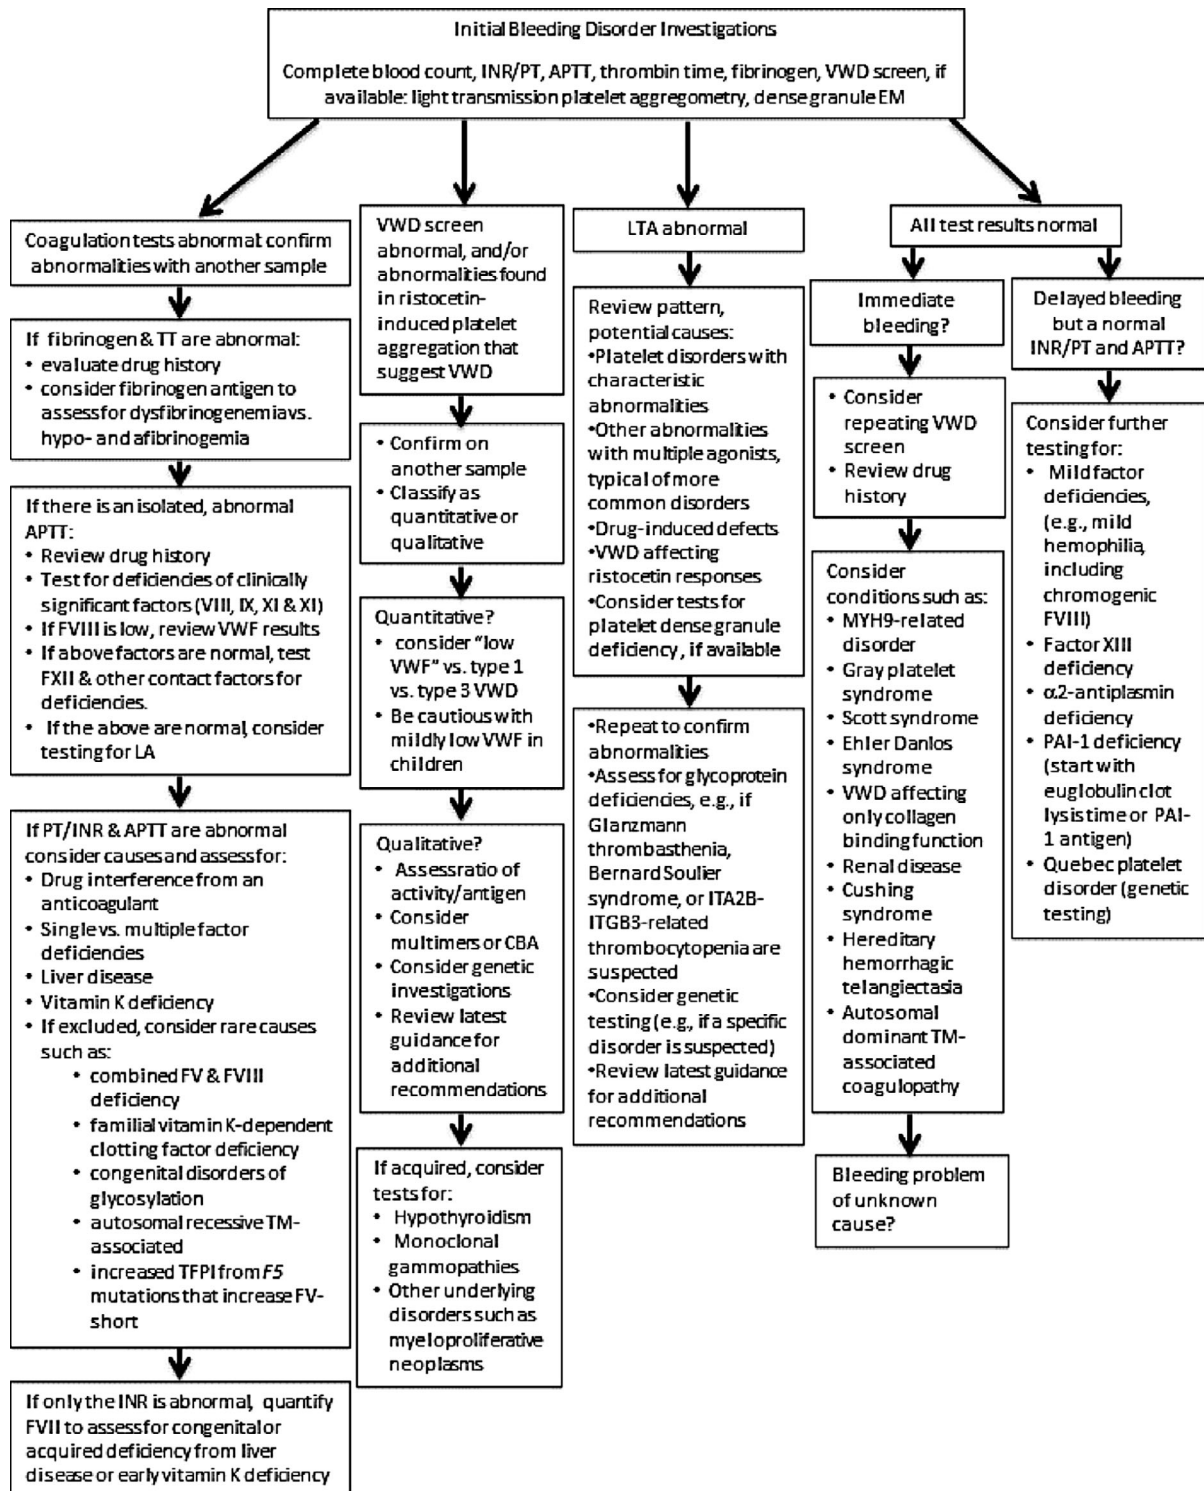 Initial Bleeding Disorder Investigations
Complete blood count, INR/PT, APTT, thrombin time, fibrinogen, VWD screen, if
available: light transmission platelet aggregometry, dense granule EM
Coagulation tests abnormal: confirm
abnormalities with another sample
If fibrinogen & TT are abnormal:
• evaluate drug history
• consider fibrinogen antigen to
assess for dysfibrinogenemia vs.
hypo- and afibrinogemia
If there is an isolated, abnormal
APTT:
• Review drug history
• Test for deficiencies of clinically
significant factors (VIII, IX, XI & XI)
• If FVIII is low, review VWF results
• If above factors are normal, test
FXII & other contact factors for
deficiencies.
• If the above are normal, consider
testing for LA
If PT/INR & APTT are abnormal
consider causes and assess for:
• Drug interference from an
anticoagulant
• Single vs. multiple factor
deficiencies
• Liver disease
• Vitamin K deficiency
• If excluded, consider rare causes
such as:
• combined FV & FVIII
deficiency
• familial vitamin K-dependent
clotting factor deficiency
• congenital disorders of
glycosylation
• autosomal recessive TM-
associated
• increased TFPI from F5
mutations that increase FV-
short
If only the INR is abnormal, quantify
FVII to assess for congenital or
acquired deficiency from liver
disease or early vitamin K deficiency
VWD screen
abnormal, and/or
abnormalities found
in ristocetin-
induced platelet
aggregation that
suggest VWD
• Confirm on
another sample
• Classify as
quantitative or
qualitative
Quantitative?
• consider “low
VWF” vs. type 1
vs. type 3 VWD
• Be cautious with
mildly low VWF in
children
Qualitative?
• Assess ratio of
activity/antigen
• Consider
multimers or CBA
• Consider genetic
investigations
• Review latest
guidance for
additional
recommendations
If acquired, consider
tests for:
• Hypothyroidism
• Monoclonal
gammopathies
• Other underlying
disorders such as
myeloproliferative
neoplasms
LTA abnormal
Review pattern,
potential causes:
•Platelet disorders with
characteristic
abnormalities
•Other abnormalities
with multiple agonists,
typical of more
common disorders
•Drug-induced defects
•VWD affecting
ristocetin responses
•Consider tests for
platelet dense granule
deficiency, if available
•Repeat to confirm
abnormalities
•Assess for glycoprotein
deficiencies, e.g., if
Glanzmann
thrombasthenia,
Bernard Soulier
syndrome, or ITA2B-
ITGB3-related
thrombocytopenia are
suspected
•Consider genetic
testing (e.g., if a specific
disorder is suspected)
•Review latest guidance
for additional
recommendations
All test results normal
Immediate
bleeding?
• Consider
repeating VWD
screen
• Review drug
history
Consider
conditions such as:
• MYH9-related
disorder
• Gray platelet
syndrome
• Scott syndrome
• Ehler Danlos
syndrome
• VWD affecting
only collagen
binding function
• Renal disease
• Cushing
syndrome
• Hereditary
hemorrhagic
telangiectasia
• Autosomal
dominant TM-
associated
coagulopathy
Bleeding problem
of unknown
cause?
Delayed bleeding
but a normal
INR/PT and APTT?
Consider further
testing for:
• Mild factor
deficiencies,
(e.g., mild
hemophilia,
including
chromogenic
FVIII)
• Factor XIII
deficiency
• α2-antiplasmin
deficiency
• PAI-1 deficiency
(start with
euglobulin clot
lysis time or PAI-
1 antigen)
• Quebec platelet
disorder (genetic
testing)